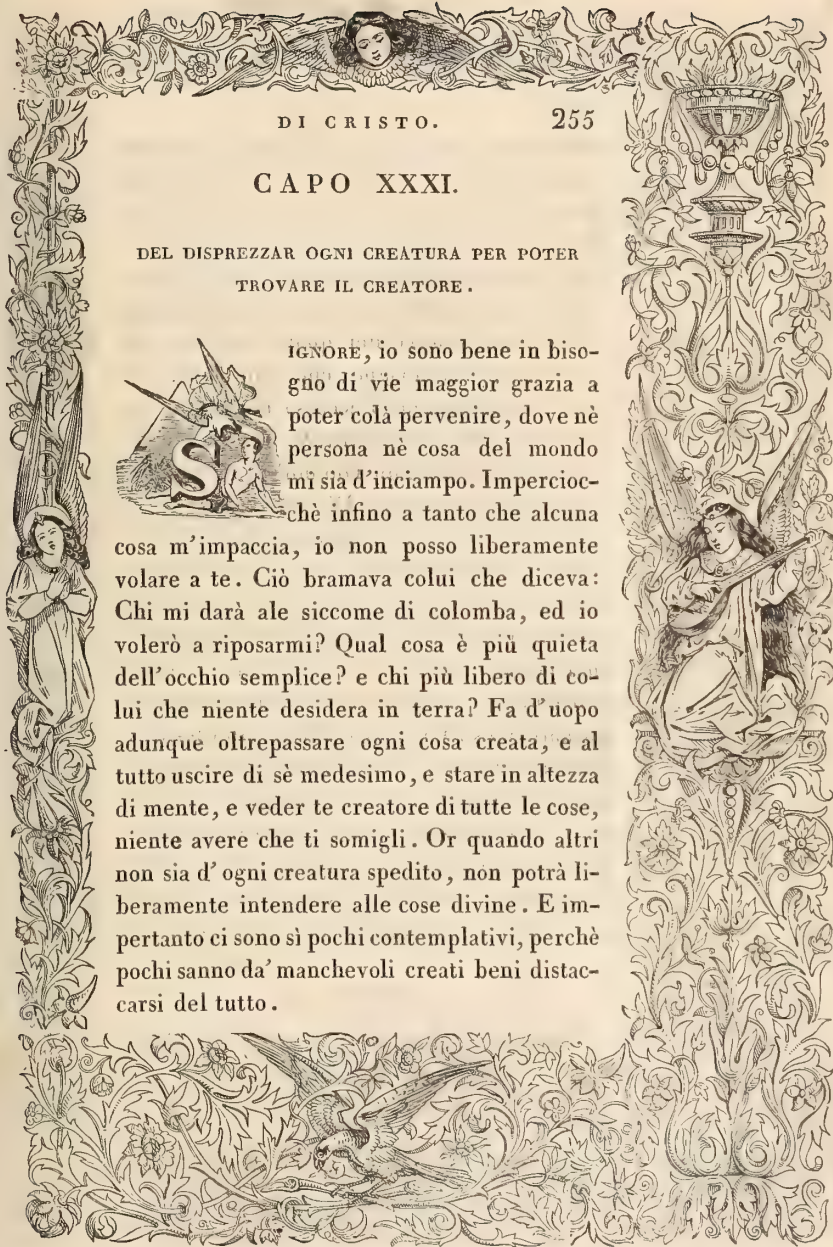 DI CRISTO. 255
CAPO XXXI.
DEL DISPREZZAR OGNI CREATURA PER POTER
TROVARE IL CREATORE.
SIGNORE, io sono bene in biso-
gno di vie maggior grazia a
poter colà pervenire, dove nè
persona nè cosa del mondo
mi sia d'inciampo. Impercioc-
chè infino a tanto che alcuna
cosa m'impaccia, io non posso liberamente
volare a te. Ciò bramava colui che diceva:
Chi mi darà ale siccome di colomba, ed io
volerò a riposarmi? Qual cosa è più quieta
dell'occhio semplice? e chi più libero di co-
lui che niente desidera in terra? Fa d'uopo
adunque oltrepassare ogni cosa creata, e al
tutto uscire di sè medesimo, e stare in altezza
di mente, e veder te creatore di tutte le cose,
niente avere che ti somigli. Or quando altri
non sia d'ogni creatura spedito, non potrà li-
beramente intendere alle cose divine. E im-
pertanto ci sono sì pochi contemplativi, perchè
pochi sanno da' manchevoli creati beni distac-
carsi del tutto.